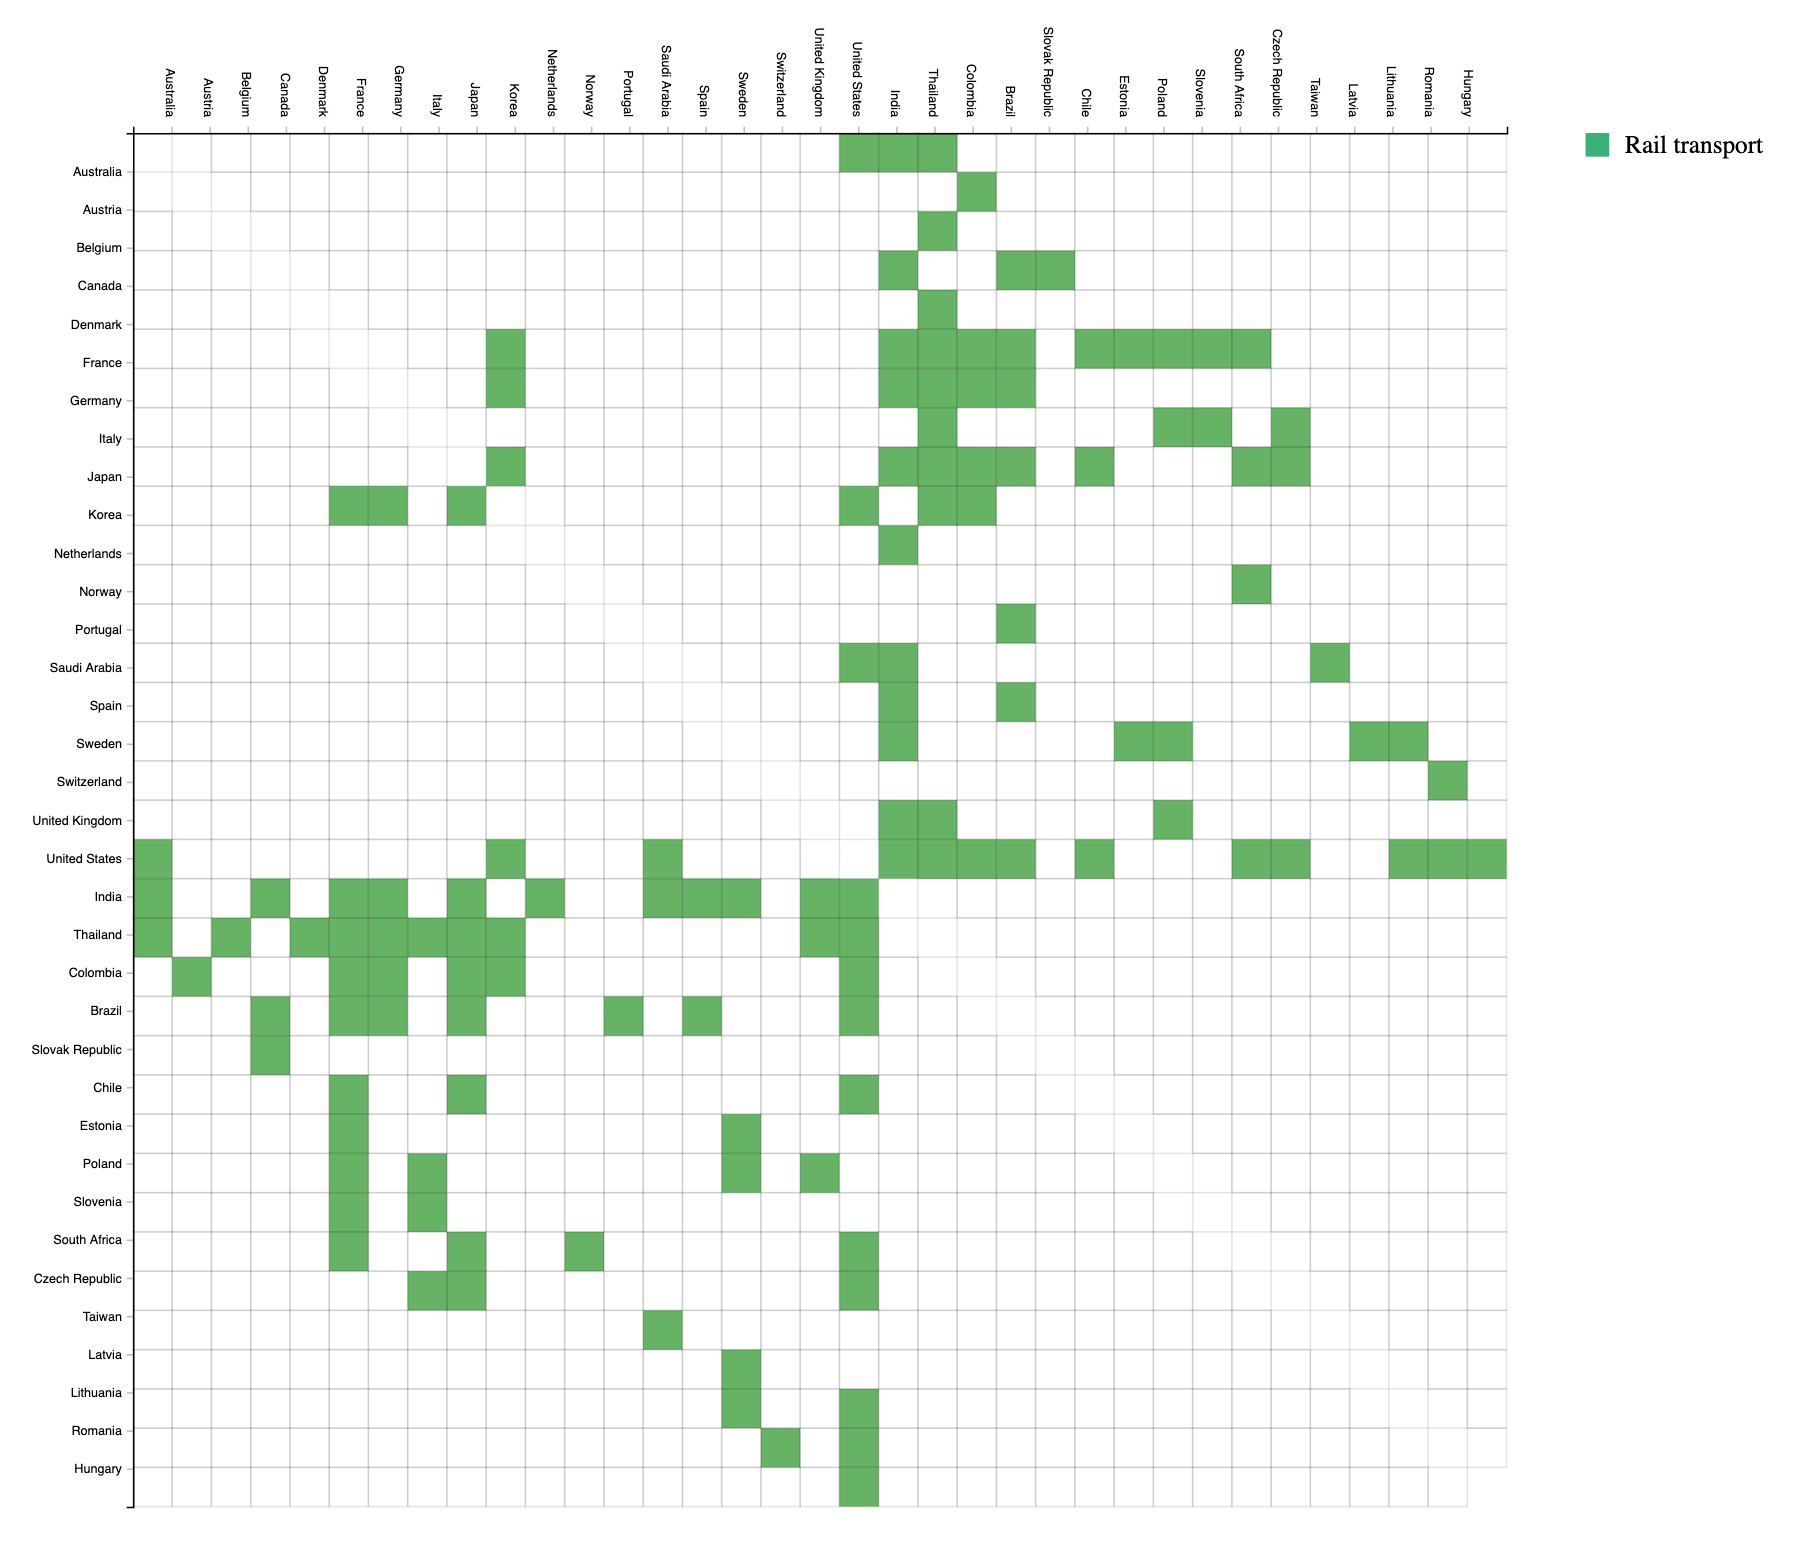 Australia
Austria
Belgium
Canada
Denmark
France
Germany
Italy
Japan
Korea
Netherlands
Norway
Portugal
Saudi Arabia
Spain
Sweden
Switzerland
United Kingdom
United States
India
Thailand
Colombia
Brazil
Slovak Republic
Chile
Estonia
Poland
Slovenia
South Africa
Czech Republic
Taiwan
Latvia
Lithuania
Romania
Hungary
Rail transport
Australia
Austria
Belgium
Canada
Denmark
France
Germany
Italy
Japan
Korea
Netherlands
Norway
Portugal
Saudi Arabia
Spain
Sweden
Switzerland
United Kingdom
United States
India
Thailand
Colombia
Brazil
Slovak Republic
Chile
Estonia
Poland
Slovenia
South Africa
Czech Republic
Taiwan
Latvia
Lithuania
Romania
Hungary